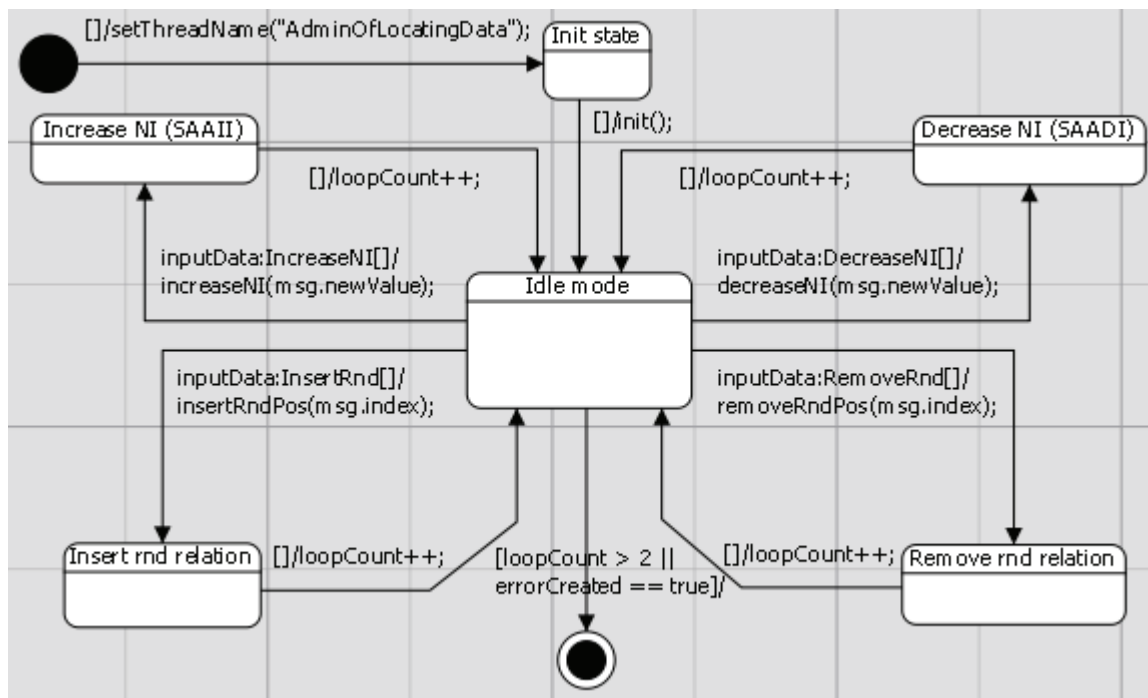 []/setThreadName("AdminOfLocatingData");
Init state
[]/init();
Increase NI (SAAII)
Decrease NI (SAADI)
[]/loopCount++;
[]/loopCount++;
inputData:IncreaseNI[]/
increaseNI(msg.newValue);
inputData:DecreaseNI[]/
decreaseNI(msg.newValue);
Idle mode
inputData:InsertRnd[]/
insertRndPos(msg.index);
inputData:RemoveRnd[]/
removeRndPos(msg.index);
Insert rnd relation
[]/loopCount++;
[loopCount > 2 ||
errorCreated == true]/
[]/loopCount++;
Remove rnd relation